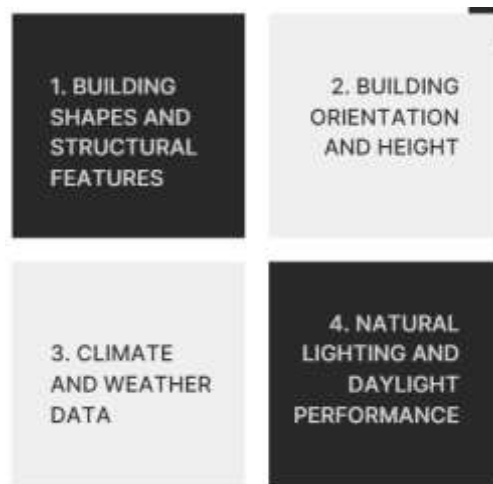 1. BUILDING
SHAPES AND
STRUCTURAL
FEATURES
2. BUILDING
ORIENTATION
AND HEIGHT
3. CLIMATE
AND WEATHER
DATA
4. NATURAL
LIGHTING AND
DAYLIGHT
PERFORMANCE